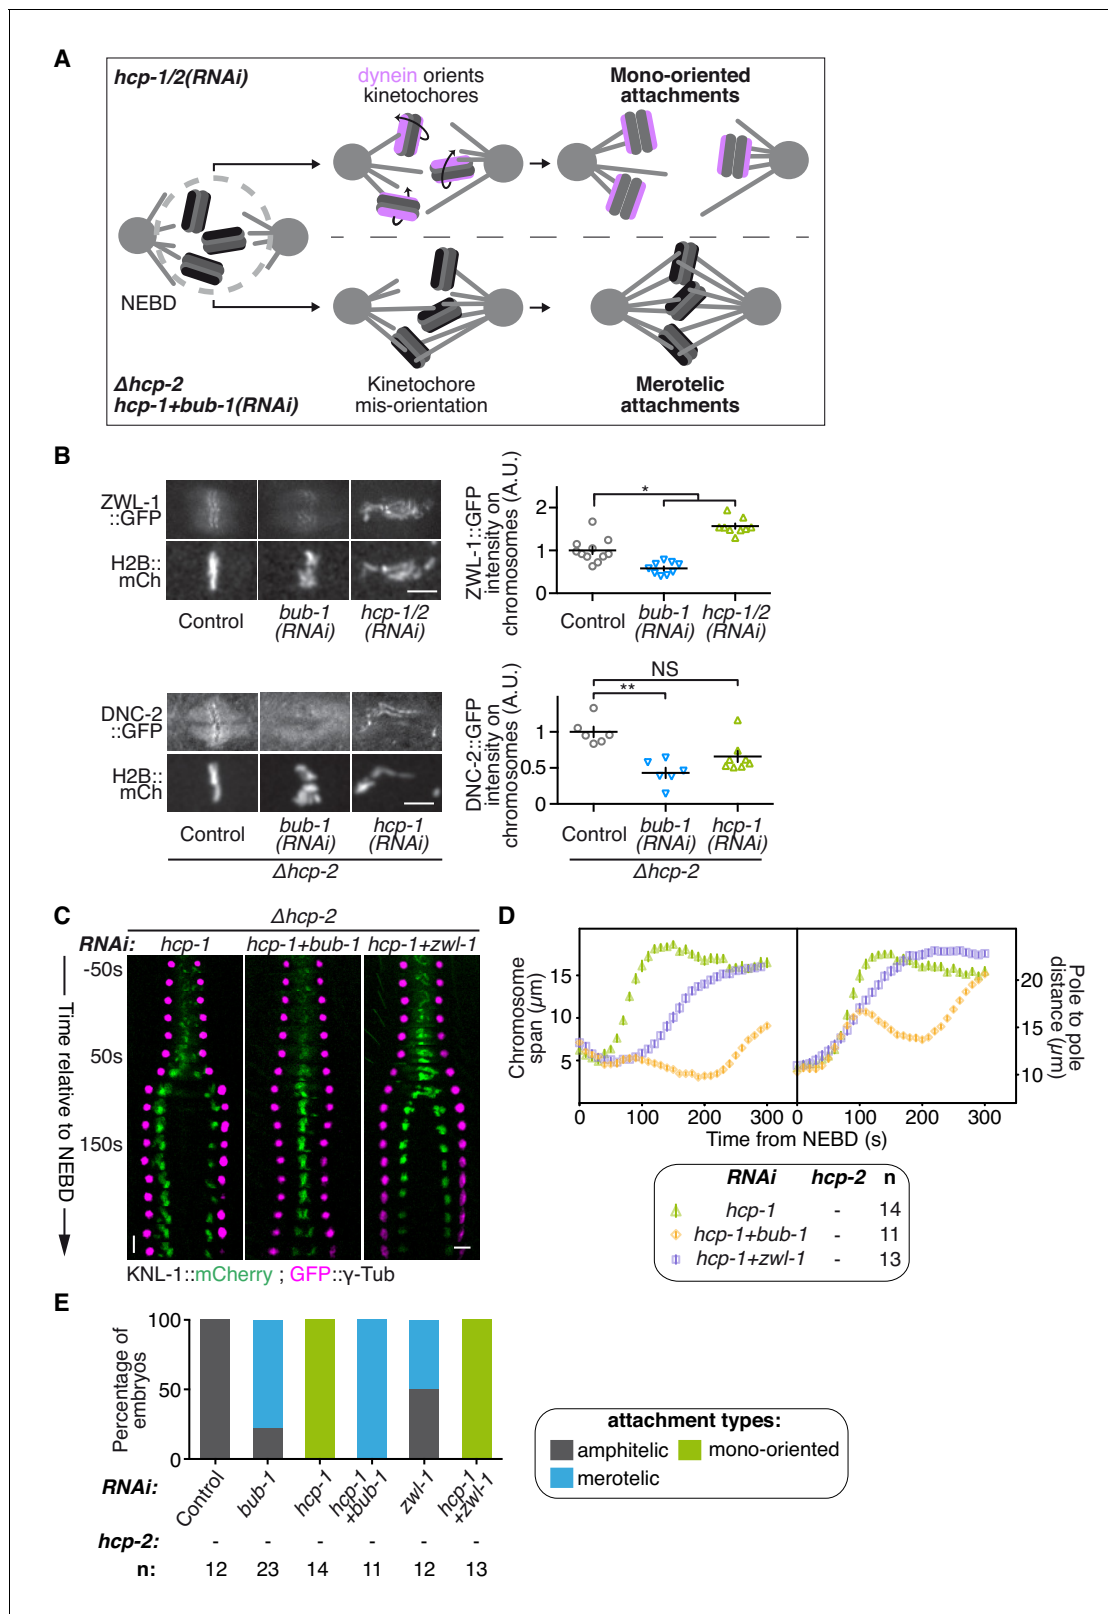 A
hcp-1/2(RNAi)
dynein orients
kinetochores
Mono-oriented
attachments
NEBD
Δhcp-2
hcp-1+bub-1(RNAi)
Kinetochore
mis-orientation
Merotelic
attachments
B
ZWL-1
::GFP
H2B::
mCh
Control
bub-1
(RNAi)
hcp-1/2
(RNAi)
ZWL-1::GFP
intensity on
chromosomes (A.U.)
2
1
0
*
Control
bub-1
(RNAi)
hcp-1/2
(RNAi)
DNC-2
::GFP
H2B::
mCh
Control
bub-1
(RNAi)
hcp-1
(RNAi)
Δhcp-2
DNC-2::GFP
intensity on
chromosomes (A.U.)
1
0.5
0
NS
**
Control
bub-1
(RNAi)
hcp-1
(RNAi)
Δhcp-2
C
Δhcp-2
RNAi: hcp-1 hcp-1+bub-1 hcp-1+zwl-1
-50s
50s
150s
Time relative to NEBD
KNL-1::mCherry ; GFP::γ-Tub
D
Chromosome
span (μm)
15
10
5
0 100 200 300
0 100 200 300
Time from NEBD (s)
20
15
10
Pole to pole
distance (μm)
RNAi hcp-2 n
hcp-1 - 14
hcp-1+bub-1 - 11
hcp-1+zwl-1 - 13
E
Percentage of
embryos
100
50
0
RNAi:
Control
bub-1
hcp-1
hcp-1
+bub-1
zwl-1
hcp-1
+zwl-1
hcp-2: - - - - - -
n: 12 23 14 11 12 13
attachment types:
amphitelic mono-oriented
merotelic